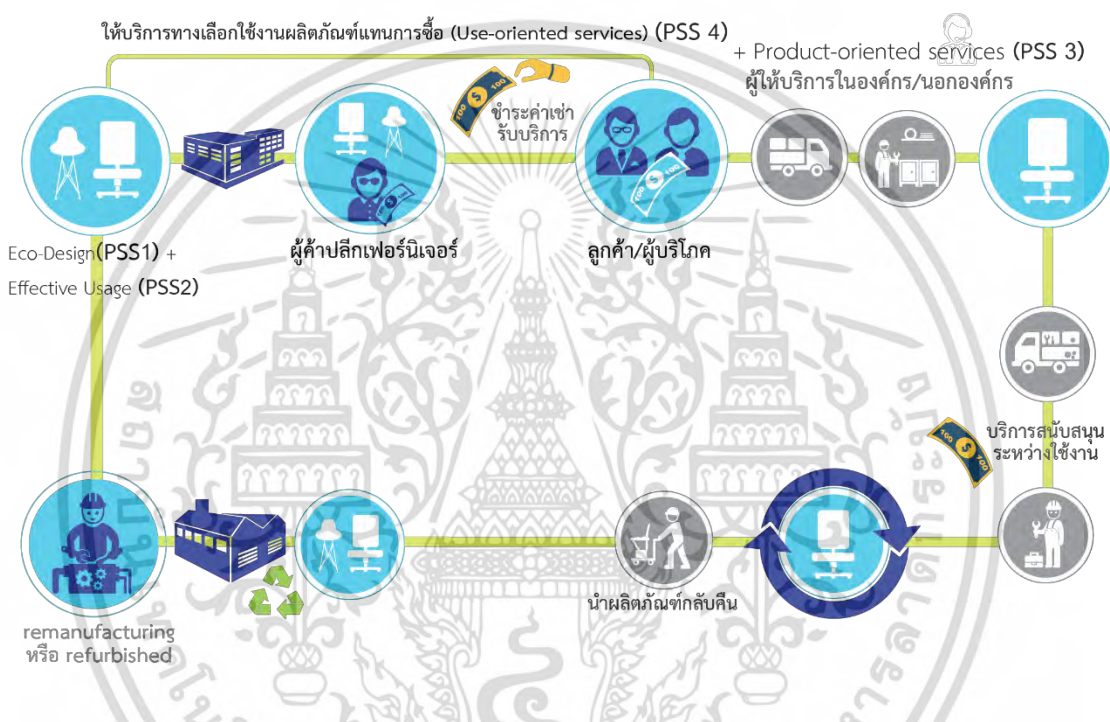 ให้บริการทางเลือกใช้งานผลิตภัณฑ์แทนการซื้อ (Use-oriented services) (PSS 4)
+ Product-oriented services (PSS 3)
ผู้ให้บริการในองค์กร/นอกองค์กร
100 $ 100
ชำระค่าเช่า
รับบริการ
100 $ 100
Eco-Design(PSS1) +
Effective Usage (PSS2)
ผู้ค้าปลีกเฟอร์นิเจอร์
ลูกค้า/ผู้บริโภค
100 $ 100
บริการสนับสนุน
ระหว่างใช้งาน
นำผลิตภัณฑ์กลับคืน
remanufacturing
หรือ refurbished